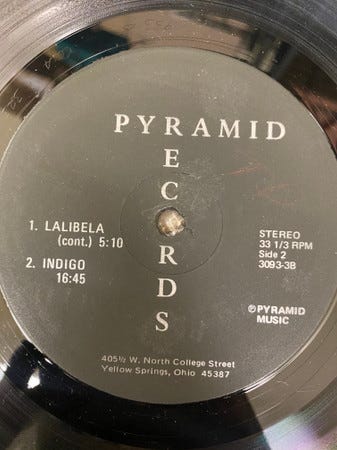 PYRAMID
RECORDS
1. LALIBELA
(cont.) 5:10
2. INDIGO
16:45
STEREO
33 1/3 RPM
Side 2
3093-3B
℗PYRAMID
MUSIC
405½ W. North College Street
Yellow Springs, Ohio 45387